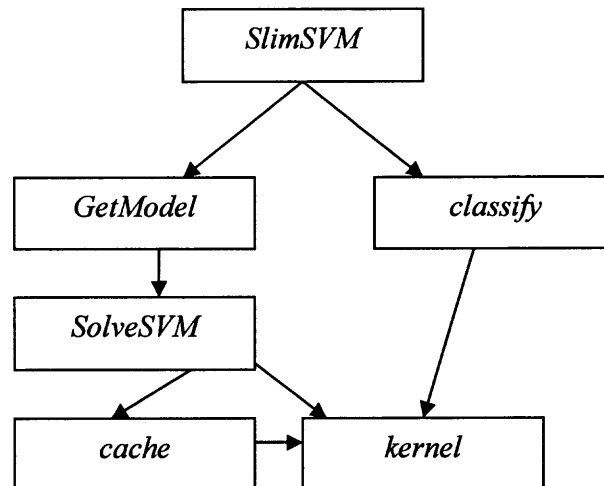 SlimSVM
GetModel
classify
SolveSVM
cache
kernel